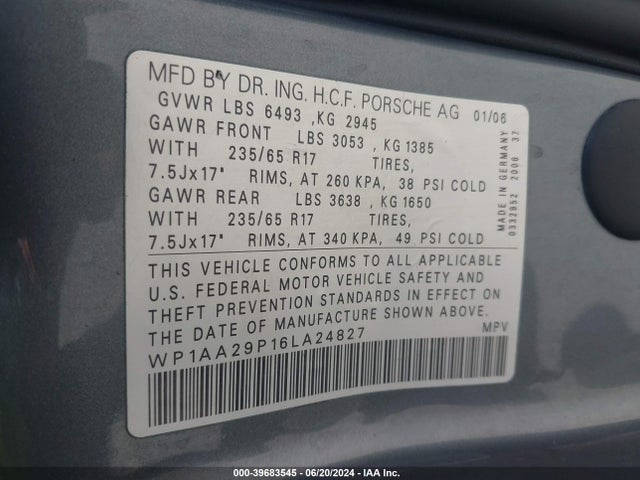 MFD BY DR. ING. H.C.F. PORSCHE AG 01/06
GVWR LBS 6493 ,KG 2945
GAWR FRONT LBS 3053 , KG 1385
WITH 235/65 R17 TIRES,
7.5Jx17" RIMS, AT 260 KPA, 38 PSI COLD
GAWR REAR LBS 3638 , KG 1650
WITH 235/65 R17 TIRES,
7.5Jx17" RIMS, AT 340 KPA, 49 PSI COLD
THIS VEHICLE CONFORMS TO ALL APPLICABLE
U.S. FEDERAL MOTOR VEHICLE SAFETY AND
THEFT PREVENTION STANDARDS IN EFFECT ON
THE DATE OF MANUFACTURE SHOWN ABOVE.
WP1AA29P16LA24827 MPV
MADE IN GERMANY
0332952 2006 37
000-39683545 - 06/20/2024 - IAA Inc.